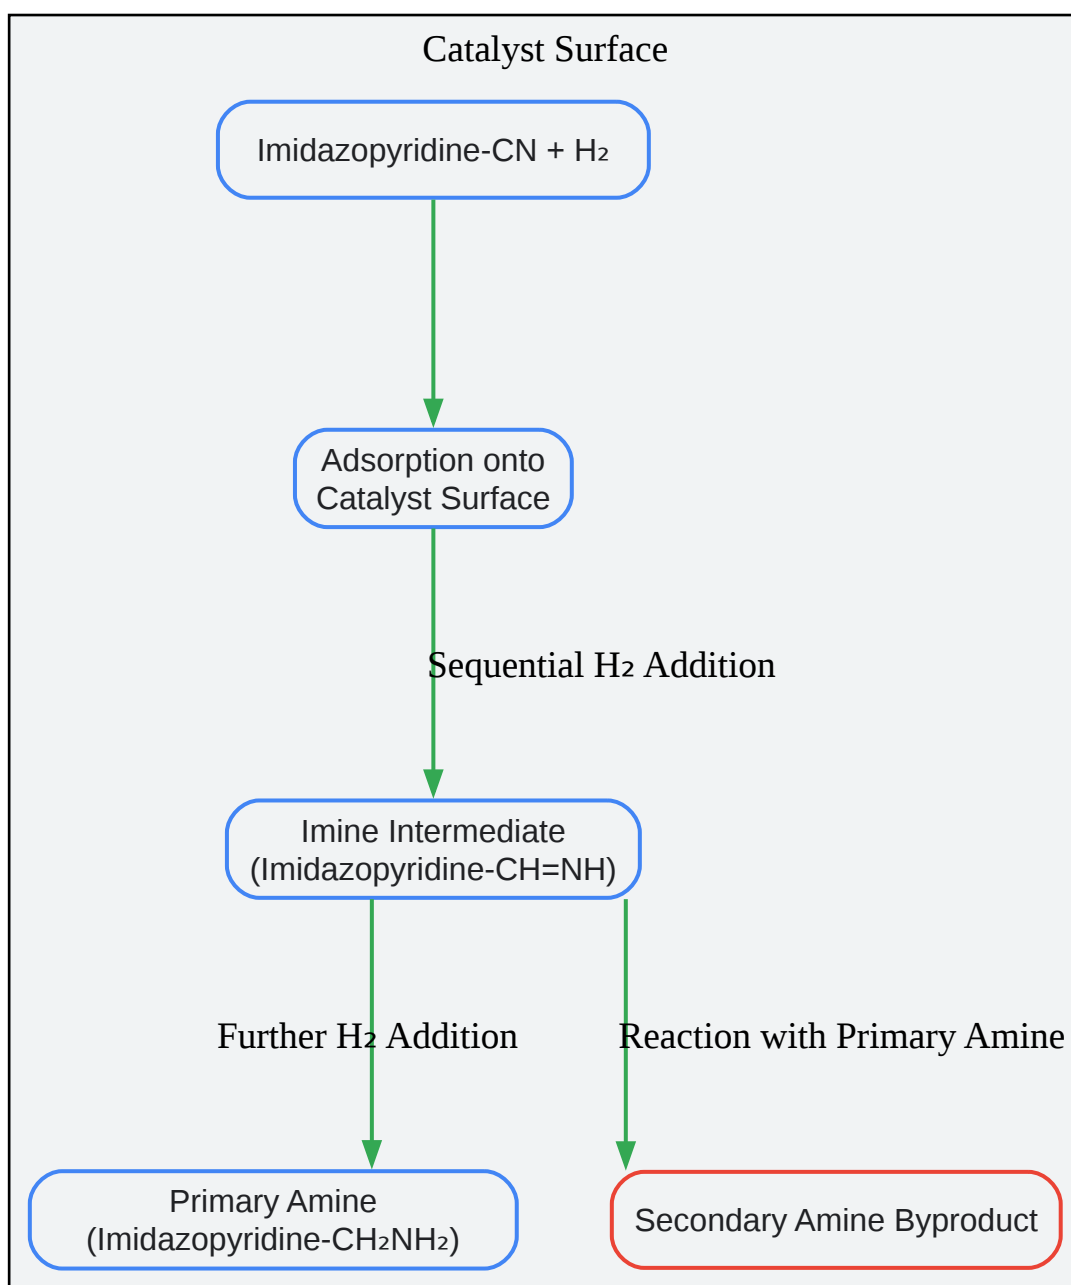 Catalyst Surface
Imidazopyridine-CN + H₂
Adsorption onto
Catalyst Surface
Sequential H₂ Addition
Imine Intermediate
(Imidazopyridine-CH=NH)
Further H₂ Addition
Reaction with Primary Amine
Primary Amine
(Imidazopyridine-CH₂NH₂)
Secondary Amine Byproduct